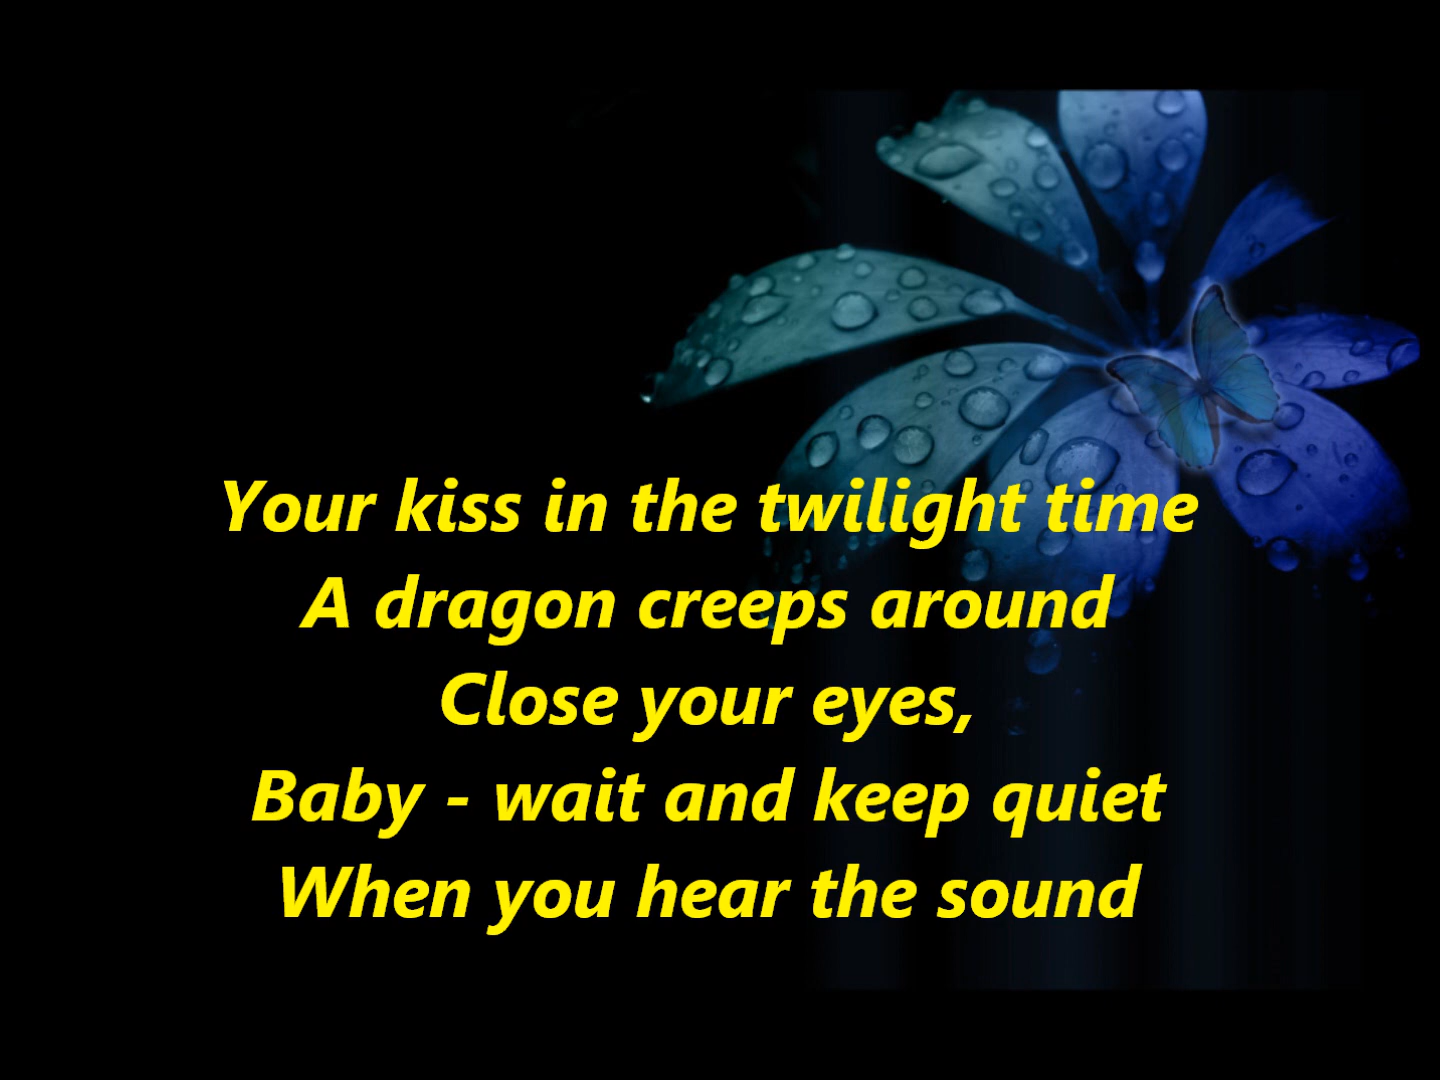 Your kiss in the twilight time
A dragon creeps around
Close your eyes,
Baby - wait and keep quiet
When you hear the sound